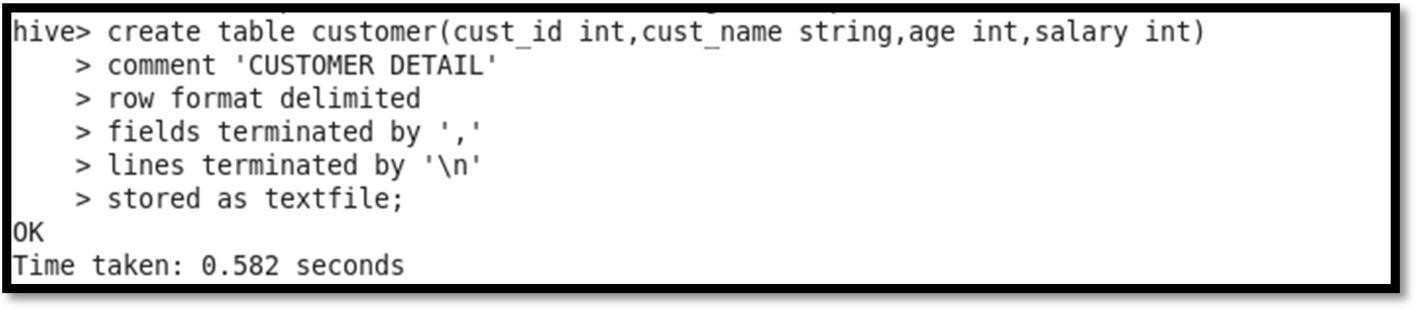 hive> create table customer(cust_id int,cust_name string,age int,salary int)
    > comment 'CUSTOMER DETAIL'
    > row format delimited
    > fields terminated by ','
    > lines terminated by '\n'
    > stored as textfile;
OK
Time taken: 0.582 seconds